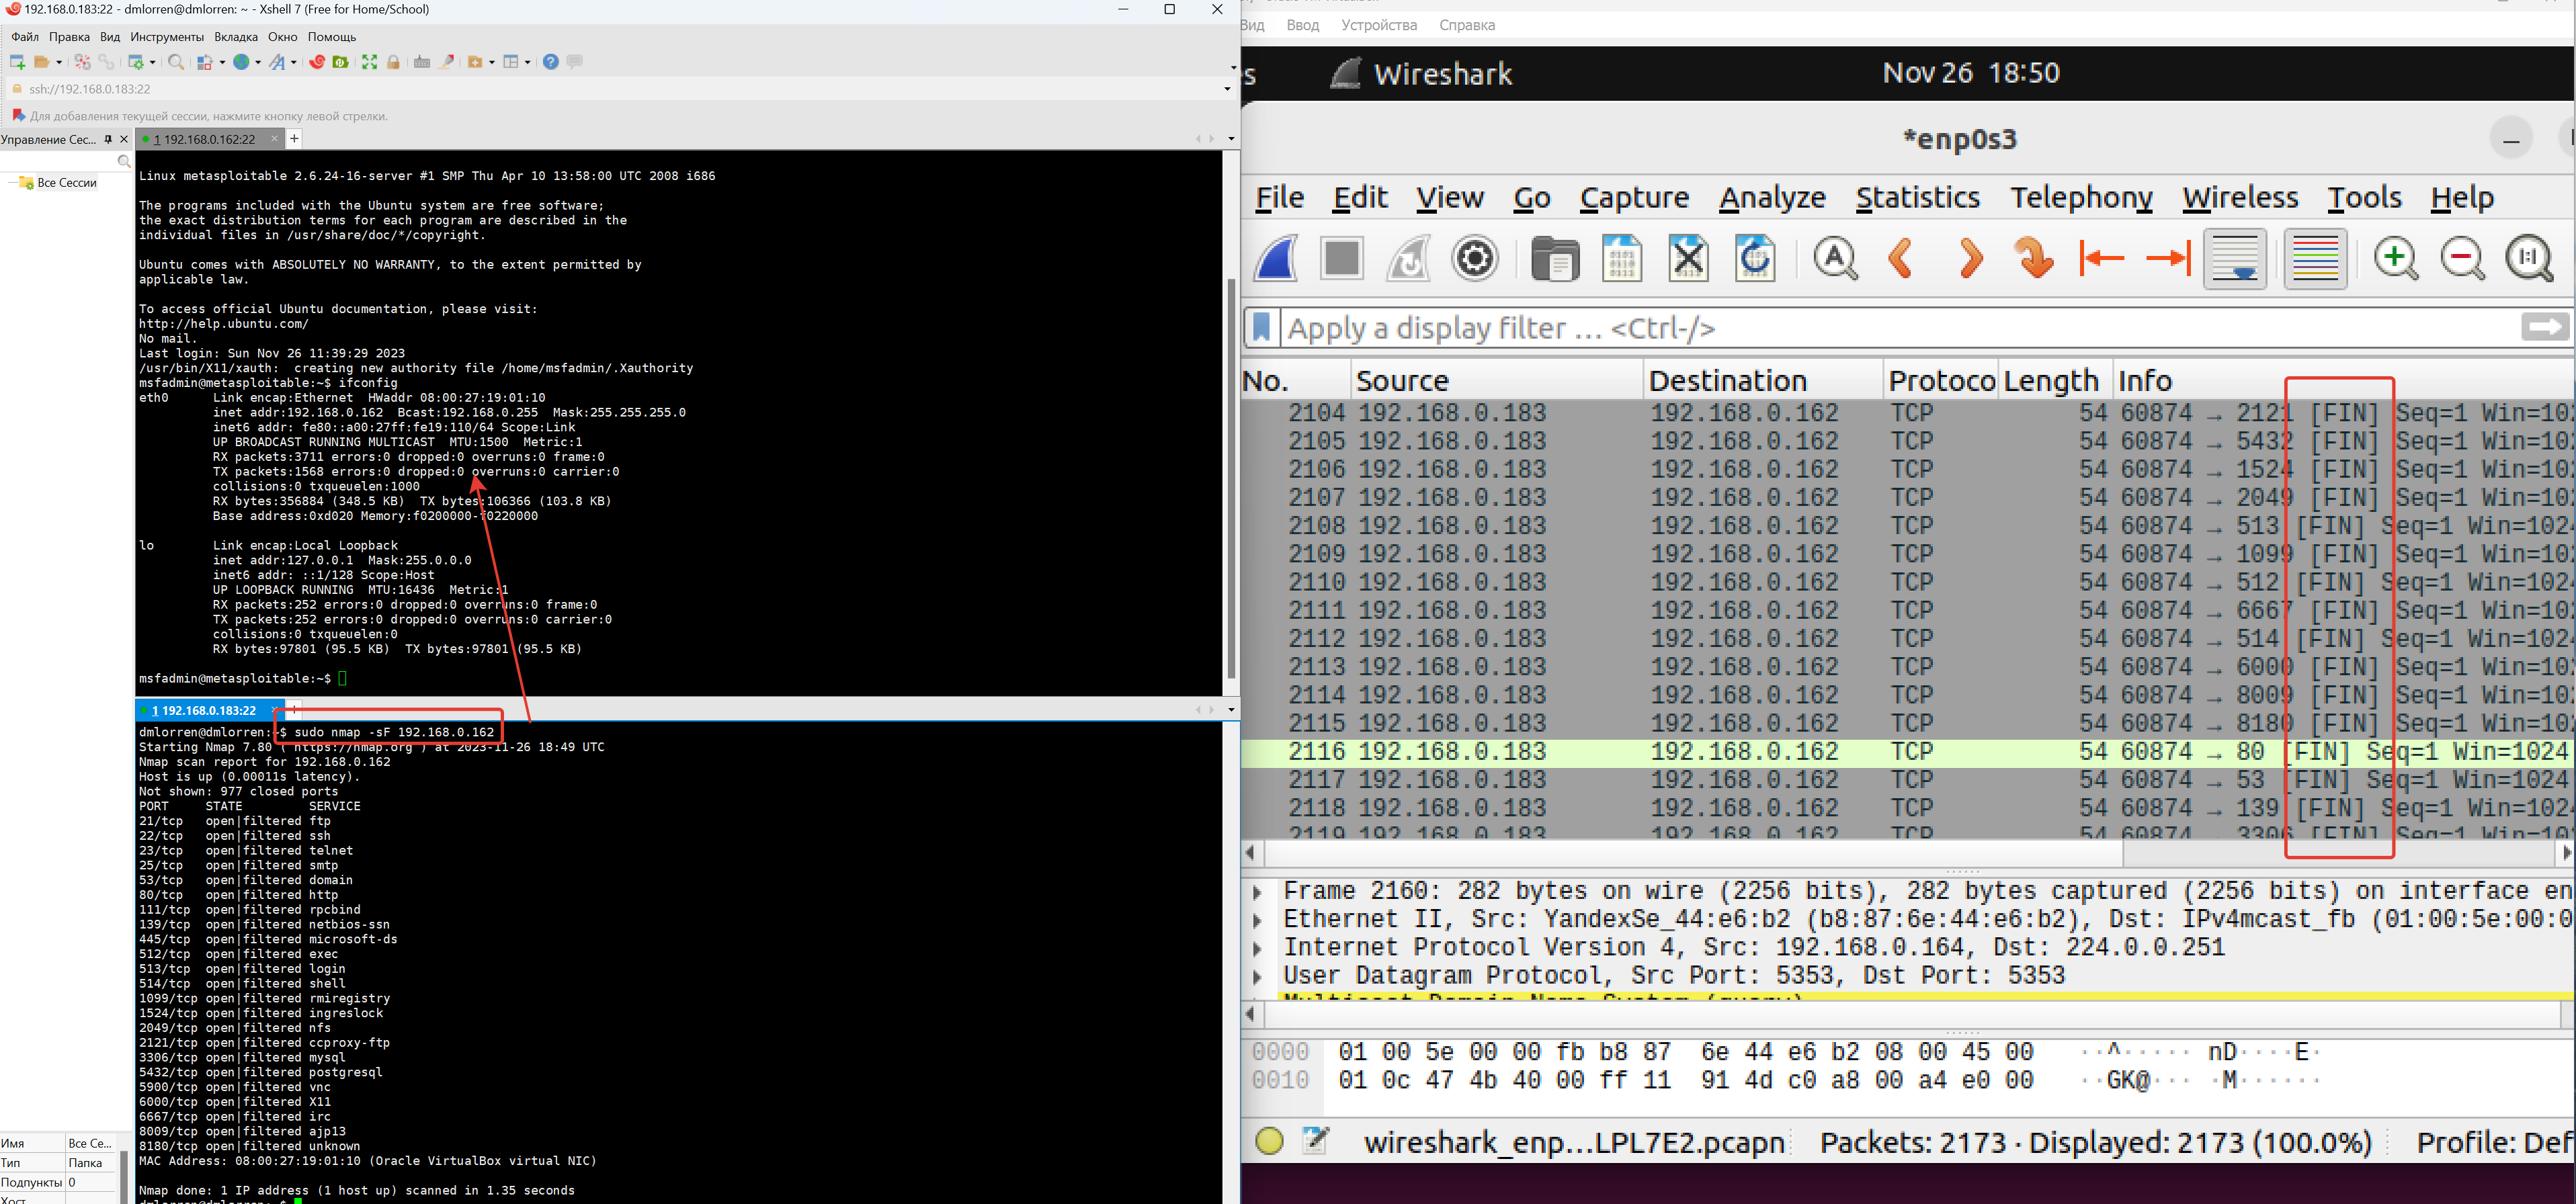 192.168.0.183:22 - dmlorren@dmlorren: ~ - Xshell 7 (Free for Home/School)
Файл Правка Вид Инструменты Вкладка Окно Помощь
ssh://192.168.0.183:22
Для добавления текущей сессии, нажмите кнопку левой стрелки.
Управление Сес...
1 192.168.0.162:22
Все Сессии
Linux metasploitable 2.6.24-16-server #1 SMP Thu Apr 10 13:58:00 UTC 2008 i686
The programs included with the Ubuntu system are free software;
the exact distribution terms for each program are described in the
individual files in /usr/share/doc/*/copyright.
Ubuntu comes with ABSOLUTELY NO WARRANTY, to the extent permitted by
applicable law.
To access official Ubuntu documentation, please visit:
http://help.ubuntu.com/
No mail.
Last login: Sun Nov 26 11:39:29 2023
/usr/bin/X11/xauth:  creating new authority file /home/msfadmin/.Xauthority
msfadmin@metasploitable:~$ ifconfig
eth0      Link encap:Ethernet  HWaddr 08:00:27:19:01:10
inet addr:192.168.0.162  Bcast:192.168.0.255  Mask:255.255.255.0
inet6 addr: fe80::a00:27ff:fe19:110/64 Scope:Link
UP BROADCAST RUNNING MULTICAST  MTU:1500  Metric:1
RX packets:3711 errors:0 dropped:0 overruns:0 frame:0
TX packets:1568 errors:0 dropped:0 overruns:0 carrier:0
collisions:0 txqueuelen:1000
RX bytes:356884 (348.5 KB)  TX bytes:106366 (103.8 KB)
Base address:0xd020 Memory:f0200000-f0220000
lo        Link encap:Local Loopback
inet addr:127.0.0.1  Mask:255.0.0.0
inet6 addr: ::1/128 Scope:Host
UP LOOPBACK RUNNING  MTU:16436  Metric:1
RX packets:252 errors:0 dropped:0 overruns:0 frame:0
TX packets:252 errors:0 dropped:0 overruns:0 carrier:0
collisions:0 txqueuelen:0
RX bytes:97801 (95.5 KB)  TX bytes:97801 (95.5 KB)
msfadmin@metasploitable:~$
1 192.168.0.183:22
dmlorren@dmlorren:~$ sudo nmap -sF 192.168.0.162
Starting Nmap 7.80 ( https://nmap.org ) at 2023-11-26 18:49 UTC
Nmap scan report for 192.168.0.162
Host is up (0.00011s latency).
Not shown: 977 closed ports
PORT     STATE         SERVICE
21/tcp   open|filtered ftp
22/tcp   open|filtered ssh
23/tcp   open|filtered telnet
25/tcp   open|filtered smtp
53/tcp   open|filtered domain
80/tcp   open|filtered http
111/tcp  open|filtered rpcbind
139/tcp  open|filtered netbios-ssn
445/tcp  open|filtered microsoft-ds
512/tcp  open|filtered exec
513/tcp  open|filtered login
514/tcp  open|filtered shell
1099/tcp open|filtered rmiregistry
1524/tcp open|filtered ingreslock
2049/tcp open|filtered nfs
2121/tcp open|filtered ccproxy-ftp
3306/tcp open|filtered mysql
5432/tcp open|filtered postgresql
5900/tcp open|filtered vnc
6000/tcp open|filtered X11
6667/tcp open|filtered irc
8009/tcp open|filtered ajp13
8180/tcp open|filtered unknown
MAC Address: 08:00:27:19:01:10 (Oracle VirtualBox virtual NIC)
Nmap done: 1 IP address (1 host up) scanned in 1.35 seconds
Имя Все Се...
Тип Папка
Подпункты 0
Хост
Вид Ввод Устройства Справка
Wireshark Nov 26 18:50
*enp0s3
File Edit View Go Capture Analyze Statistics Telephony Wireless Tools Help
Apply a display filter ... <Ctrl-/>
No. Source Destination Protoco Length Info
2104 192.168.0.183 192.168.0.162 TCP 54 60874 → 2121 [FIN] Seq=1 Win=102
2105 192.168.0.183 192.168.0.162 TCP 54 60874 → 5432 [FIN] Seq=1 Win=102
2106 192.168.0.183 192.168.0.162 TCP 54 60874 → 1524 [FIN] Seq=1 Win=102
2107 192.168.0.183 192.168.0.162 TCP 54 60874 → 2049 [FIN] Seq=1 Win=102
2108 192.168.0.183 192.168.0.162 TCP 54 60874 → 513 [FIN] Seq=1 Win=1024
2109 192.168.0.183 192.168.0.162 TCP 54 60874 → 1099 [FIN] Seq=1 Win=102
2110 192.168.0.183 192.168.0.162 TCP 54 60874 → 512 [FIN] Seq=1 Win=1024
2111 192.168.0.183 192.168.0.162 TCP 54 60874 → 6667 [FIN] Seq=1 Win=102
2112 192.168.0.183 192.168.0.162 TCP 54 60874 → 514 [FIN] Seq=1 Win=1024
2113 192.168.0.183 192.168.0.162 TCP 54 60874 → 6000 [FIN] Seq=1 Win=102
2114 192.168.0.183 192.168.0.162 TCP 54 60874 → 8009 [FIN] Seq=1 Win=102
2115 192.168.0.183 192.168.0.162 TCP 54 60874 → 8180 [FIN] Seq=1 Win=102
2116 192.168.0.183 192.168.0.162 TCP 54 60874 → 80 [FIN] Seq=1 Win=1024
2117 192.168.0.183 192.168.0.162 TCP 54 60874 → 53 [FIN] Seq=1 Win=1024
2118 192.168.0.183 192.168.0.162 TCP 54 60874 → 139 [FIN] Seq=1 Win=1024
2119 192.168.0.183 192.168.0.162 TCP 54 60874 → 3306 [FIN] Seq=1 Win=102
Frame 2160: 282 bytes on wire (2256 bits), 282 bytes captured (2256 bits) on interface en
Ethernet II, Src: YandexSe_44:e6:b2 (b8:87:6e:44:e6:b2), Dst: IPv4mcast_fb (01:00:5e:00:0
Internet Protocol Version 4, Src: 192.168.0.164, Dst: 224.0.0.251
User Datagram Protocol, Src Port: 5353, Dst Port: 5353
Multicast Domain Name System (query)
0000 01 00 5e 00 00 fb b8 87 6e 44 e6 b2 08 00 45 00 ··^····· nD····E·
0010 01 0c 47 4b 40 00 ff 11 91 4d c0 a8 00 a4 e0 00 ··GK@··· ·M······
wireshark_enp...LPL7E2.pcapn Packets: 2173 · Displayed: 2173 (100.0%) Profile: Def